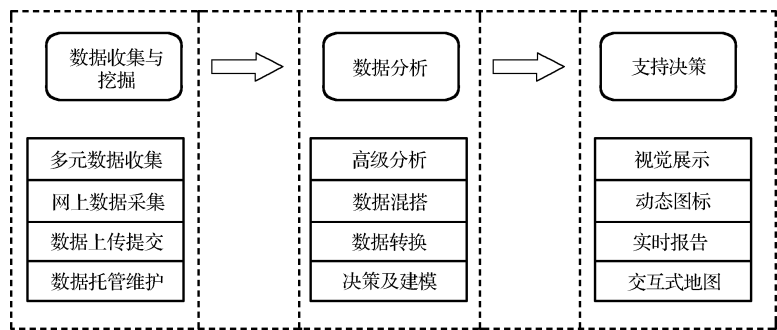 数据收集与
挖掘
数据分析
支持决策
多元数据收集
网上数据采集
数据上传提交
数据托管维护
高级分析
数据混搭
数据转换
决策及建模
视觉展示
动态图标
实时报告
交互式地图